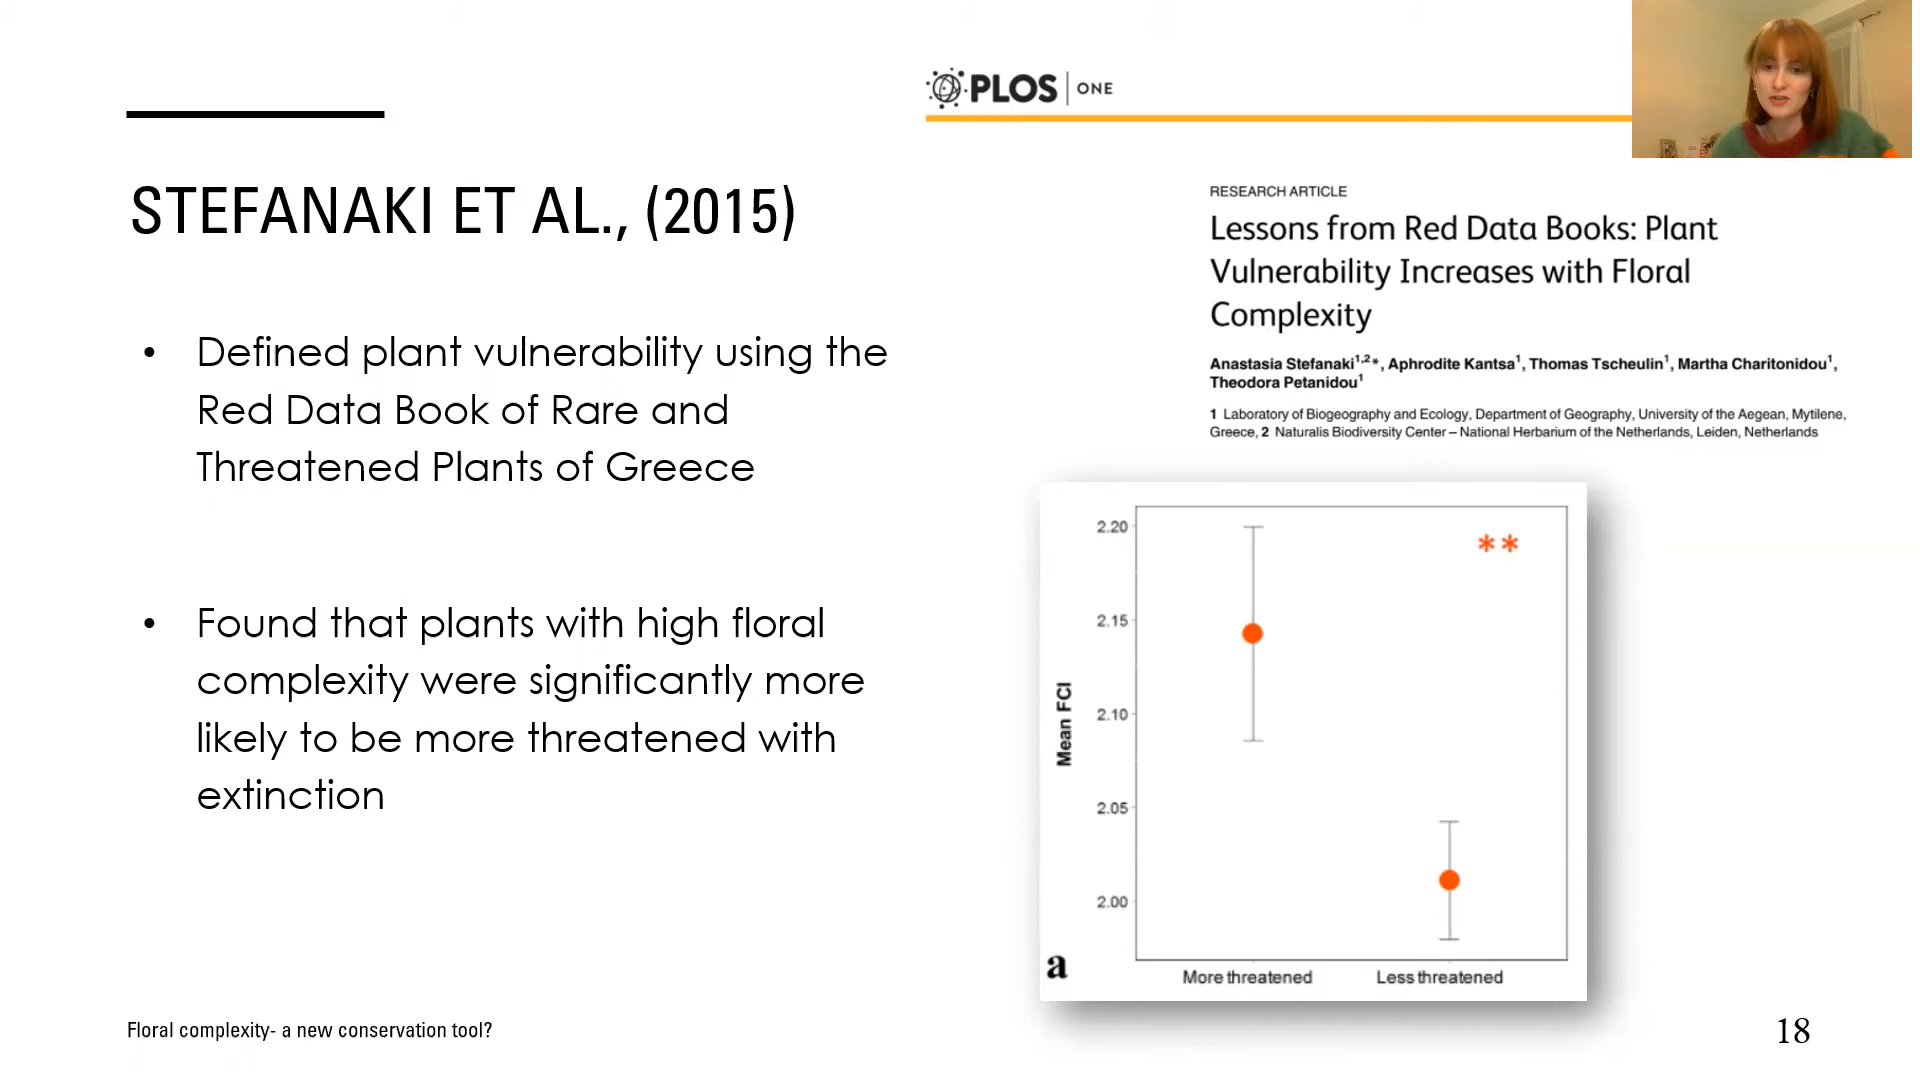 PLOS ONE
STEFANAKI ET AL., (2015)
• Defined plant vulnerability using the
Red Data Book of Rare and
Threatened Plants of Greece
• Found that plants with high floral
complexity were significantly more
likely to be more threatened with
extinction
RESEARCH ARTICLE
Lessons from Red Data Books: Plant
Vulnerability Increases with Floral
Complexity
Anastasia Stefanaki1,2*, Aphrodite Kantsa1, Thomas Tscheulin1, Martha Charitonidou1,
Theodora Petanidou1
1 Laboratory of Biogeography and Ecology, Department of Geography, University of the Aegean, Mytilene,
Greece, 2 Naturalis Biodiversity Center – National Herbarium of the Netherlands, Leiden, Netherlands
Mean FCI
2.20
2.15
2.10
2.05
2.00
**
a
More threatened Less threatened
Floral complexity- a new conservation tool?
18